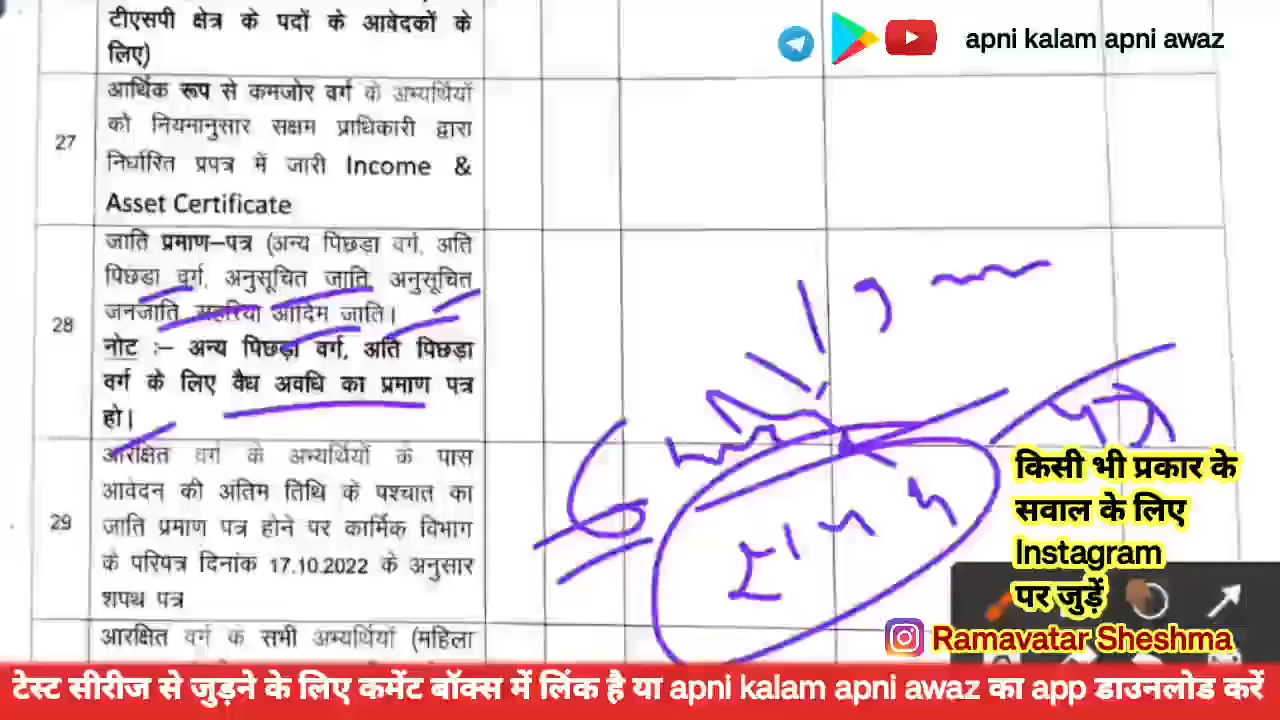 टीएसपी क्षेत्र के पदों के आवेदकों के
लिए)
apni kalam apni awaz
27
आर्थिक रूप से कमजोर वर्ग के अभ्यर्थियों
को नियमानुसार सक्षम प्राधिकारी द्वारा
निर्धारित प्रपत्र में जारी Income &
Asset Certificate
28
जाति प्रमाण-पत्र (अन्य पिछड़ा वर्ग, अति
पिछड़ा वर्ग, अनुसूचित जाति, अनुसूचित
जनजाति सहरिया आदिम जाति।
नोट :- अन्य पिछड़ा वर्ग, अति पिछड़ा
वर्ग के लिए वैध अवधि का प्रमाण पत्र
हो।
29
आरक्षित वर्ग के अभ्यर्थियों के पास
आवेदन की अंतिम तिथि के पश्चात का
जाति प्रमाण पत्र होने पर कार्मिक विभाग
के परिपत्र दिनांक 17.10.2022 के अनुसार
शपथ पत्र
आरक्षित वर्ग के सभी अभ्यर्थियों (महिला
किसी भी प्रकार के
सवाल के लिए
Instagram
पर जुड़ें
Ramavatar Sheshma
टेस्ट सीरीज से जुड़ने के लिए कमेंट बॉक्स में लिंक है या apni kalam apni awaz का app डाउनलोड करें